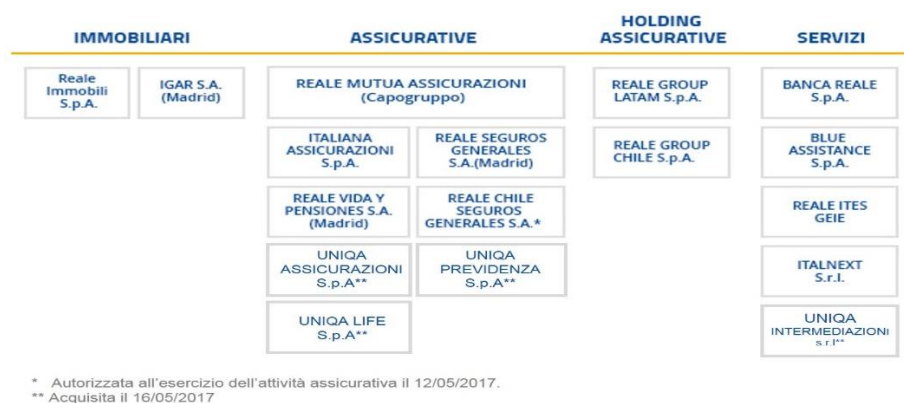 IMMOBILIARI
ASSICURATIVE
HOLDING
ASSICURATIVE
SERVIZI
Reale
Immobili
S.p.A.
IGAR S.A.
(Madrid)
REALE MUTUA ASSICURAZIONI
(Capogruppo)
REALE GROUP
LATAM S.p.A.
BANCA REALE
S.p.A.
ITALIANA
ASSICURAZIONI
S.p.A.
REALE SEGUROS
GENERALES
S.A.(Madrid)
REALE GROUP
CHILE S.p.A.
BLUE
ASSISTANCE
S.p.A.
REALE VIDA Y
PENSIONES S.A.
(Madrid)
REALE CHILE
SEGUROS
GENERALES S.A.*
REALE ITES
GEIE
UNIQA
ASSICURAZIONI
S.p.A**
UNIQA
PREVIDENZA
S.p.A**
ITALNEXT
S.r.l.
UNIQA LIFE
S.p.A**
UNIQA
INTERMEDIAZIONI
s.r.l**
* Autorizzata all'esercizio dell'attività assicurativa il 12/05/2017.
** Acquisita il 16/05/2017